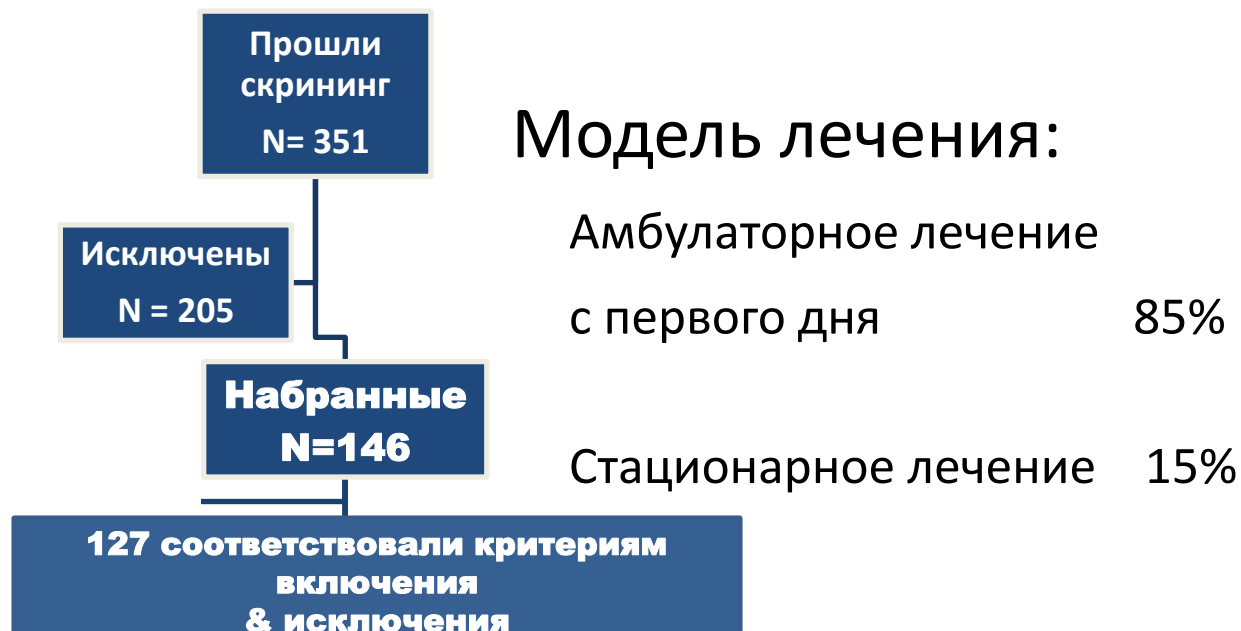 Прошли
скрининг
N= 351
Исключены
N = 205
Набранные
N=146
127 соответствовали критериям
включения
& исключения
Модель лечения:
Амбулаторное лечение
с первого дня 85%
Стационарное лечение 15%